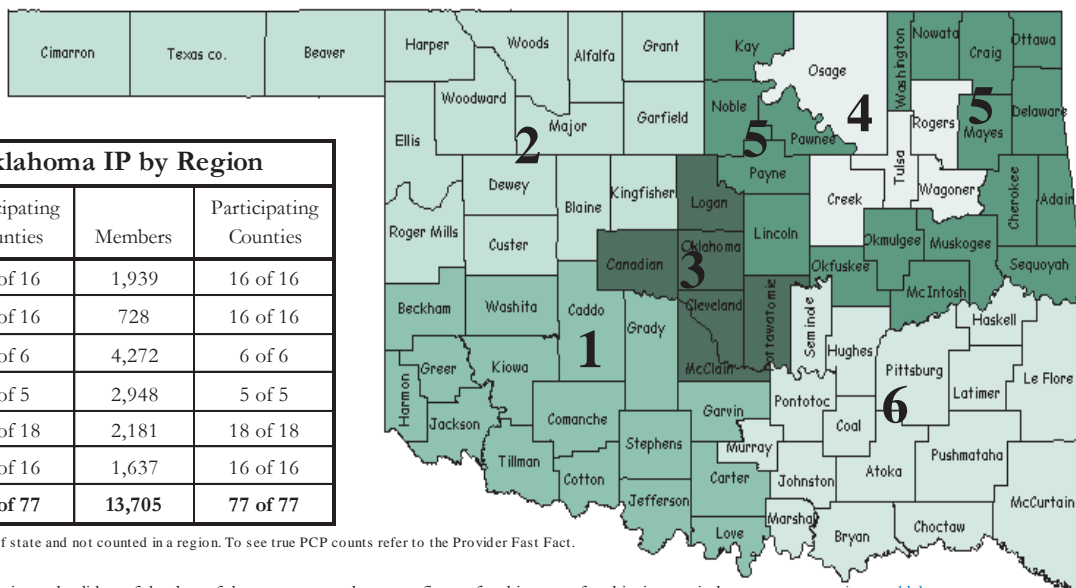 klahoma IP by Region
cipating Participating
unties Members Counties
of 16 1,939 16 of 16
of 16 728 16 of 16
of 6 4,272 6 of 6
of 5 2,948 5 of 5
of 18 2,181 18 of 18
of 16 1,637 16 of 16
of 77 13,705 77 of 77
f state and not counted in a region. To see true PCP counts refer to the Provider Fast Fact.
Cimarron Texas co. Beaver Harper Woods Alfalfa Grant Kay Osage Washington Nowata Craig Ottawa
Ellis Woodward Major Garfield Noble Pawnee Rogers Mayes Delaware
2 5 4 5
Roger Mills Dewey Custer Blaine Kingfisher Logan Payne Creek Tulsa Wagoner Cherokee Adair
Canadian Oklahoma Lincoln Okfuskee Okmulgee Muskogee McIntosh Sequoyah
3
Beckham Washita Caddo Grady Cleveland McClain Pottawatomie Seminole Hughes Pittsburg Haskell Latimer Le Flore
1 6
Harmon Greer Kiowa Jackson Comanche Tillman Cotton Stephens Garvin Murray Pontotoc Coal Atoka Pushmataha McCurtain
Jefferson Carter Love Johnston Marshal Bryan Choctaw